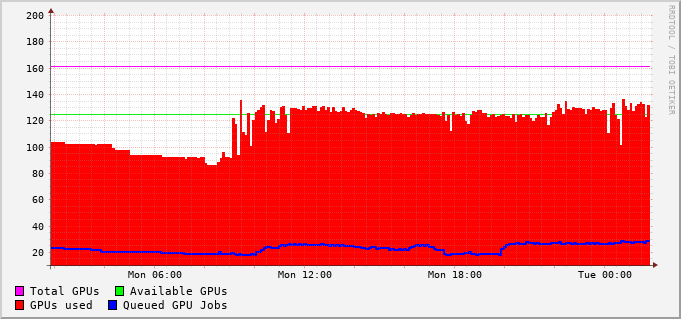 200
180
160
140
120
100
80
60
40
20
Mon 06:00 Mon 12:00 Mon 18:00 Tue 00:00
Total GPUs Available GPUs
GPUs used Queued GPU Jobs
RRDTOOL / TOBI OETIKER